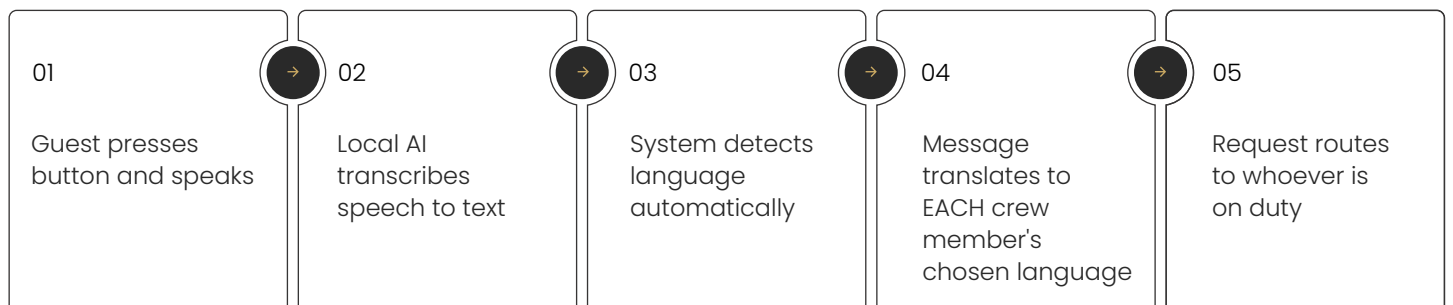 01
Guest presses
button and speaks
02
Local AI
transcribes
speech to text
03
System detects
language
automatically
04
Message
translates to
EACH crew
member's
chosen language
05
Request routes
to whoever is
on duty